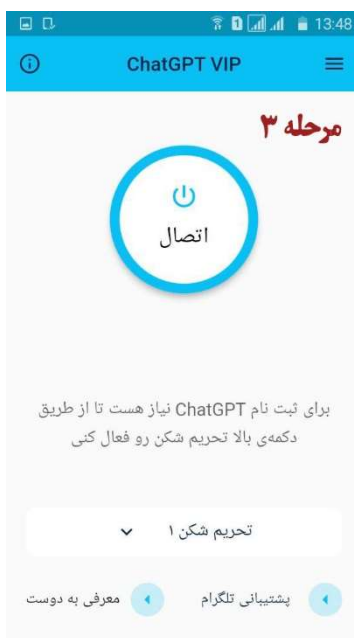 13:48
ChatGPT VIP
مرحله ۳
اتصال
برای ثبت نام ChatGPT نیاز هست تا از طریق
دکمه‌ی بالا تحریم شکن رو فعال کنی
تحریم شکن ۱
پشتیبانی تلگرام
معرفی به دوست